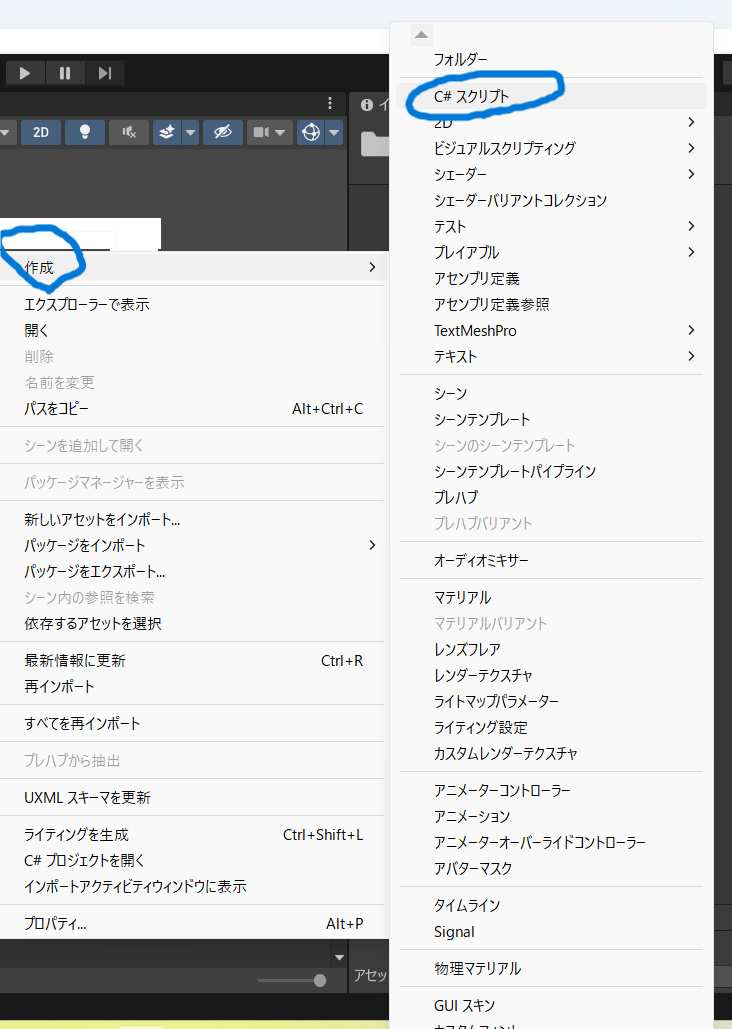 フォルダー
C# スクリプト
2D
2D
ビジュアルスクリプティング
シェーダー
シェーダーバリアントコレクション
テスト
プレイアブル
アセンブリ定義
アセンブリ定義参照
TextMeshPro
テキスト
シーン
シーンテンプレート
シーンのシーンテンプレート
シーンテンプレートパイプライン
プレハブ
プレハブバリアント
オーディオミキサー
マテリアル
マテリアルバリアント
レンズフレア
レンダーテクスチャ
ライトマップパラメーター
ライティング設定
カスタムレンダーテクスチャ
アニメーターコントローラー
アニメーション
アニメーターオーバーライドコントローラー
アバターマスク
タイムライン
Signal
物理マテリアル
GUI スキン
作成
エクスプローラーで表示
開く
削除
名前を変更
パスをコピー Alt+Ctrl+C
シーンを追加して開く
パッケージマネージャーを表示
新しいアセットをインポート...
パッケージをインポート
パッケージをエクスポート...
シーン内の参照を検索
依存するアセットを選択
最新情報に更新 Ctrl+R
再インポート
すべてを再インポート
プレハブから抽出
UXML スキーマを更新
ライティングを生成 Ctrl+Shift+L
C# プロジェクトを開く
インポートアクティビティウィンドウに表示
プロパティ... Alt+P
アセッ